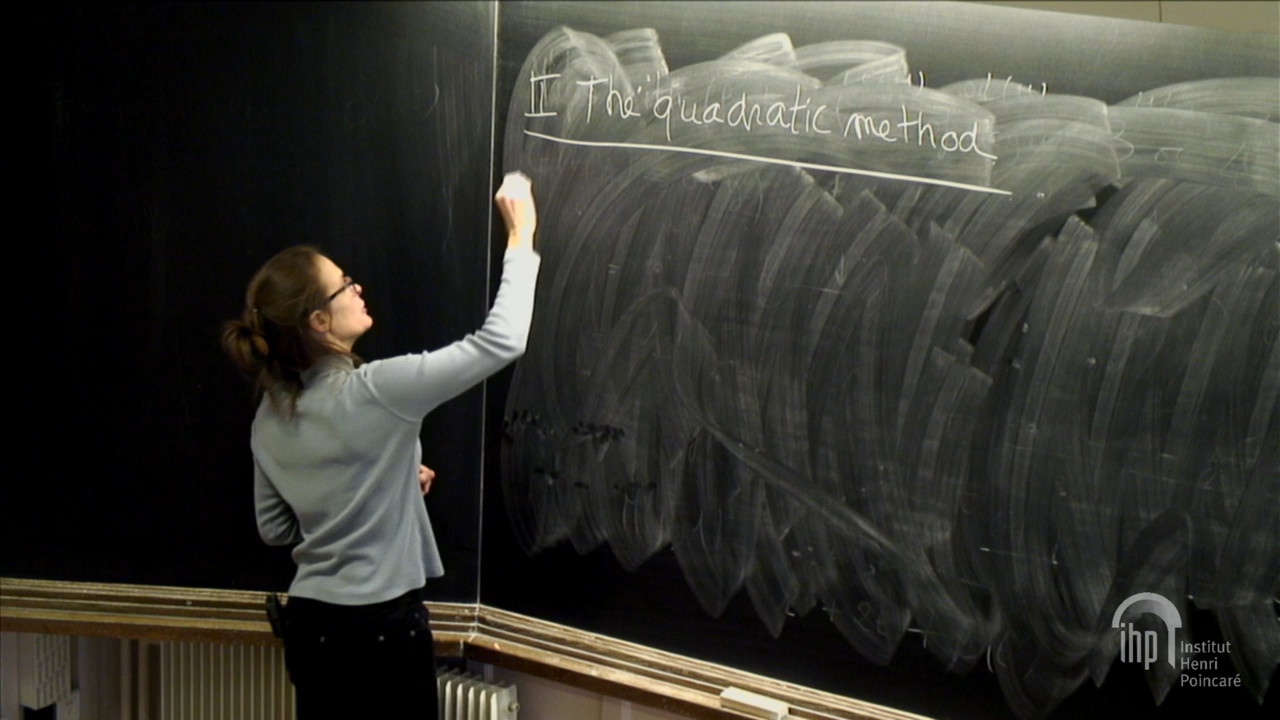 II The quadratic method
ihp
Institut
Henri
Poincaré